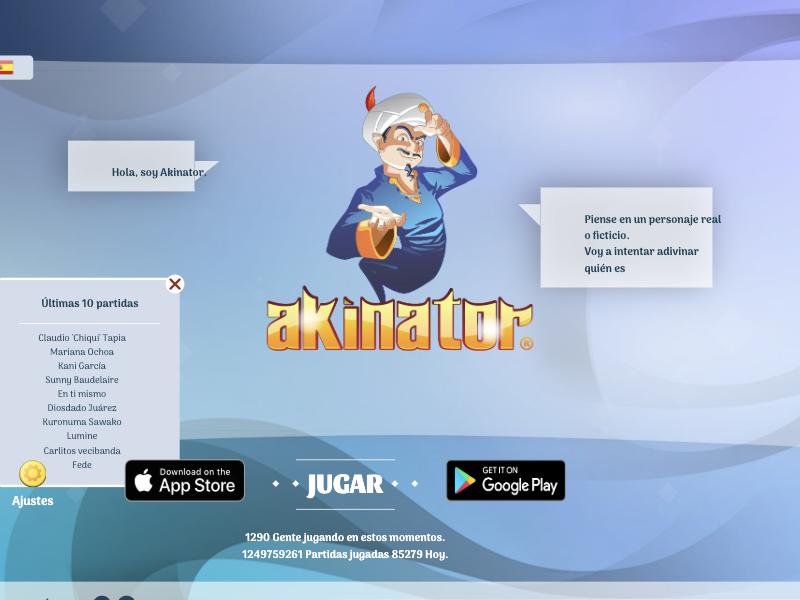 Hola, soy Akinator.
Piense en un personaje real
o ficticio.
Voy a intentar adivinar
quién es
akinator®
Últimas 10 partidas
Claudio 'Chiqui' Tapia
Mariana Ochoa
Kani García
Sunny Baudelaire
En ti mismo
Diosdado Juárez
Kuronuma Sawako
Lumine
Carlitos vecibanda
Fede
Ajustes
Download on the
App Store
JUGAR
GET IT ON
Google Play
1290 Gente jugando en estos momentos.
1249759261 Partidas jugadas 85279 Hoy.